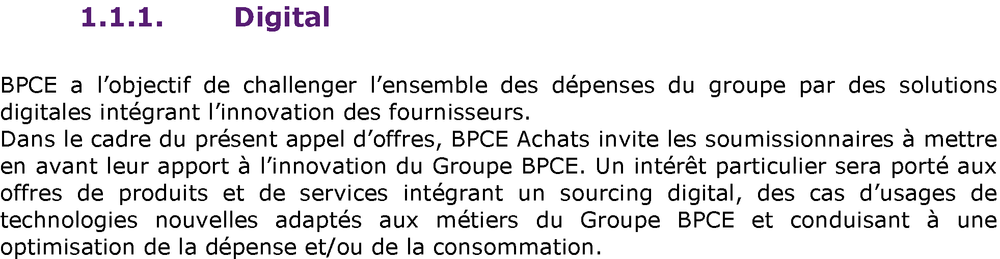 1.1.1. Digital
BPCE a l’objectif de challenger l’ensemble des dépenses du groupe par des solutions
digitales intégrant l’innovation des fournisseurs.
Dans le cadre du présent appel d’offres, BPCE Achats invite les soumissionnaires à mettre
en avant leur apport à l’innovation du Groupe BPCE. Un intérêt particulier sera porté aux
offres de produits et de services intégrant un sourcing digital, des cas d’usages de
technologies nouvelles adaptés aux métiers du Groupe BPCE et conduisant à une
optimisation de la dépense et/ou de la consommation.